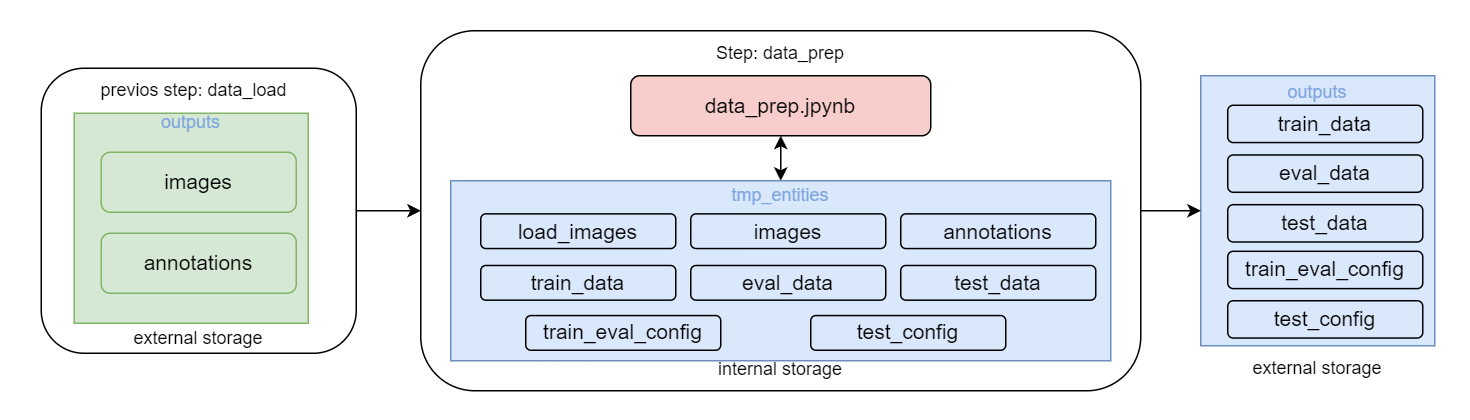 previos step: data_load
outputs
images
annotations
external storage
Step: data_prep
data_prep.jpynb
tmp_entities
load_images
images
annotations
train_data
eval_data
test_data
train_eval_config
test_config
internal storage
outputs
train_data
eval_data
test_data
train_eval_config
test_config
external storage